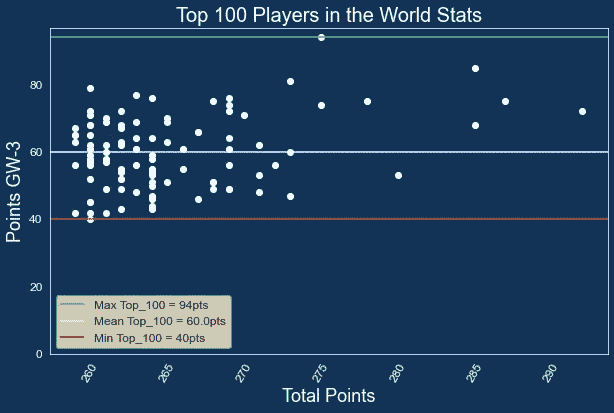 Top 100 Players in the World Stats
Points GW-3
80
60
40
20
0
Max Top_100 = 94pts
Mean Top_100 = 60.0pts
Min Top_100 = 40pts
260
265
270
275
280
285
290
Total Points